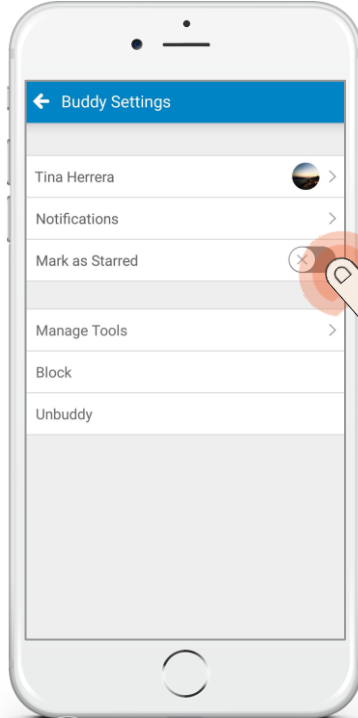 Buddy Settings
Tina Herrera
Notifications
Mark as Starred
Manage Tools
Block
Unbuddy